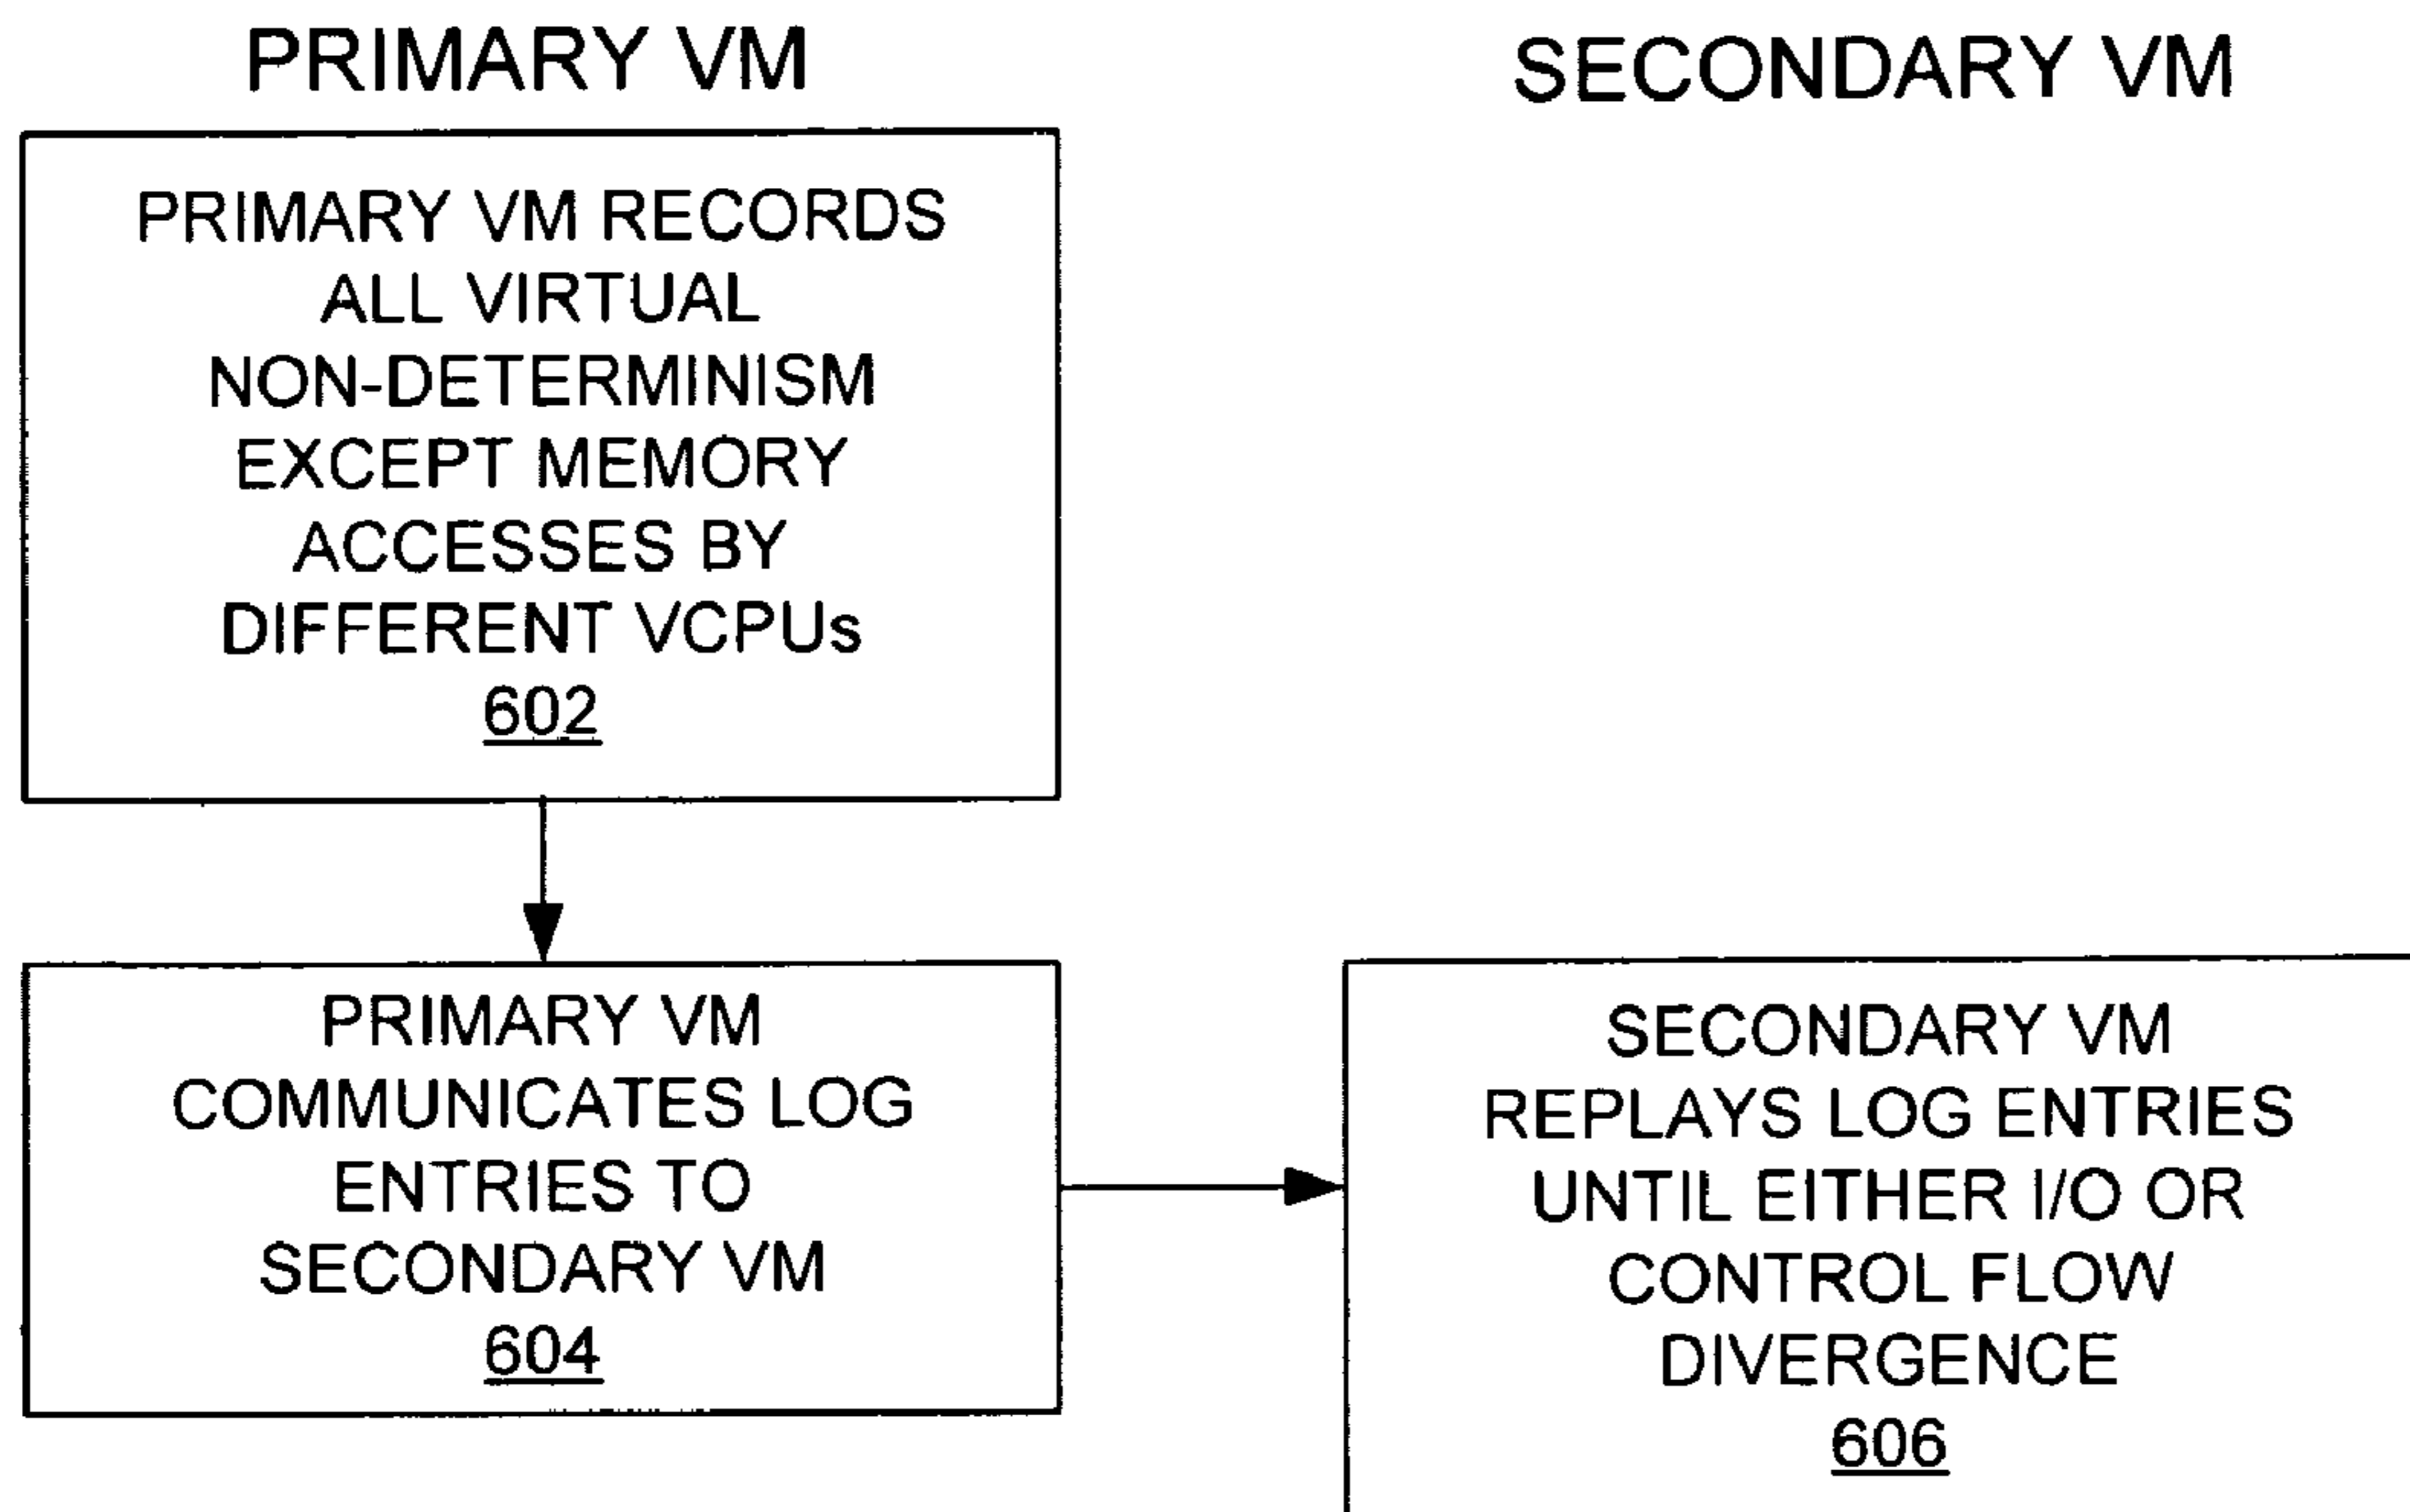 PRIMARY VM
SECONDARY VM
PRIMARY VM RECORDS
ALL VIRTUAL
NON-DETERMINISM
EXCEPT MEMORY
ACCESSES BY
DIFFERENT VCPUs
602
PRIMARY VM
COMMUNICATES LOG
ENTRIES TO
SECONDARY VM
604
SECONDARY VM
REPLAYS LOG ENTRIES
UNTIL EITHER I/O OR
CONTROL FLOW
DIVERGENCE
606